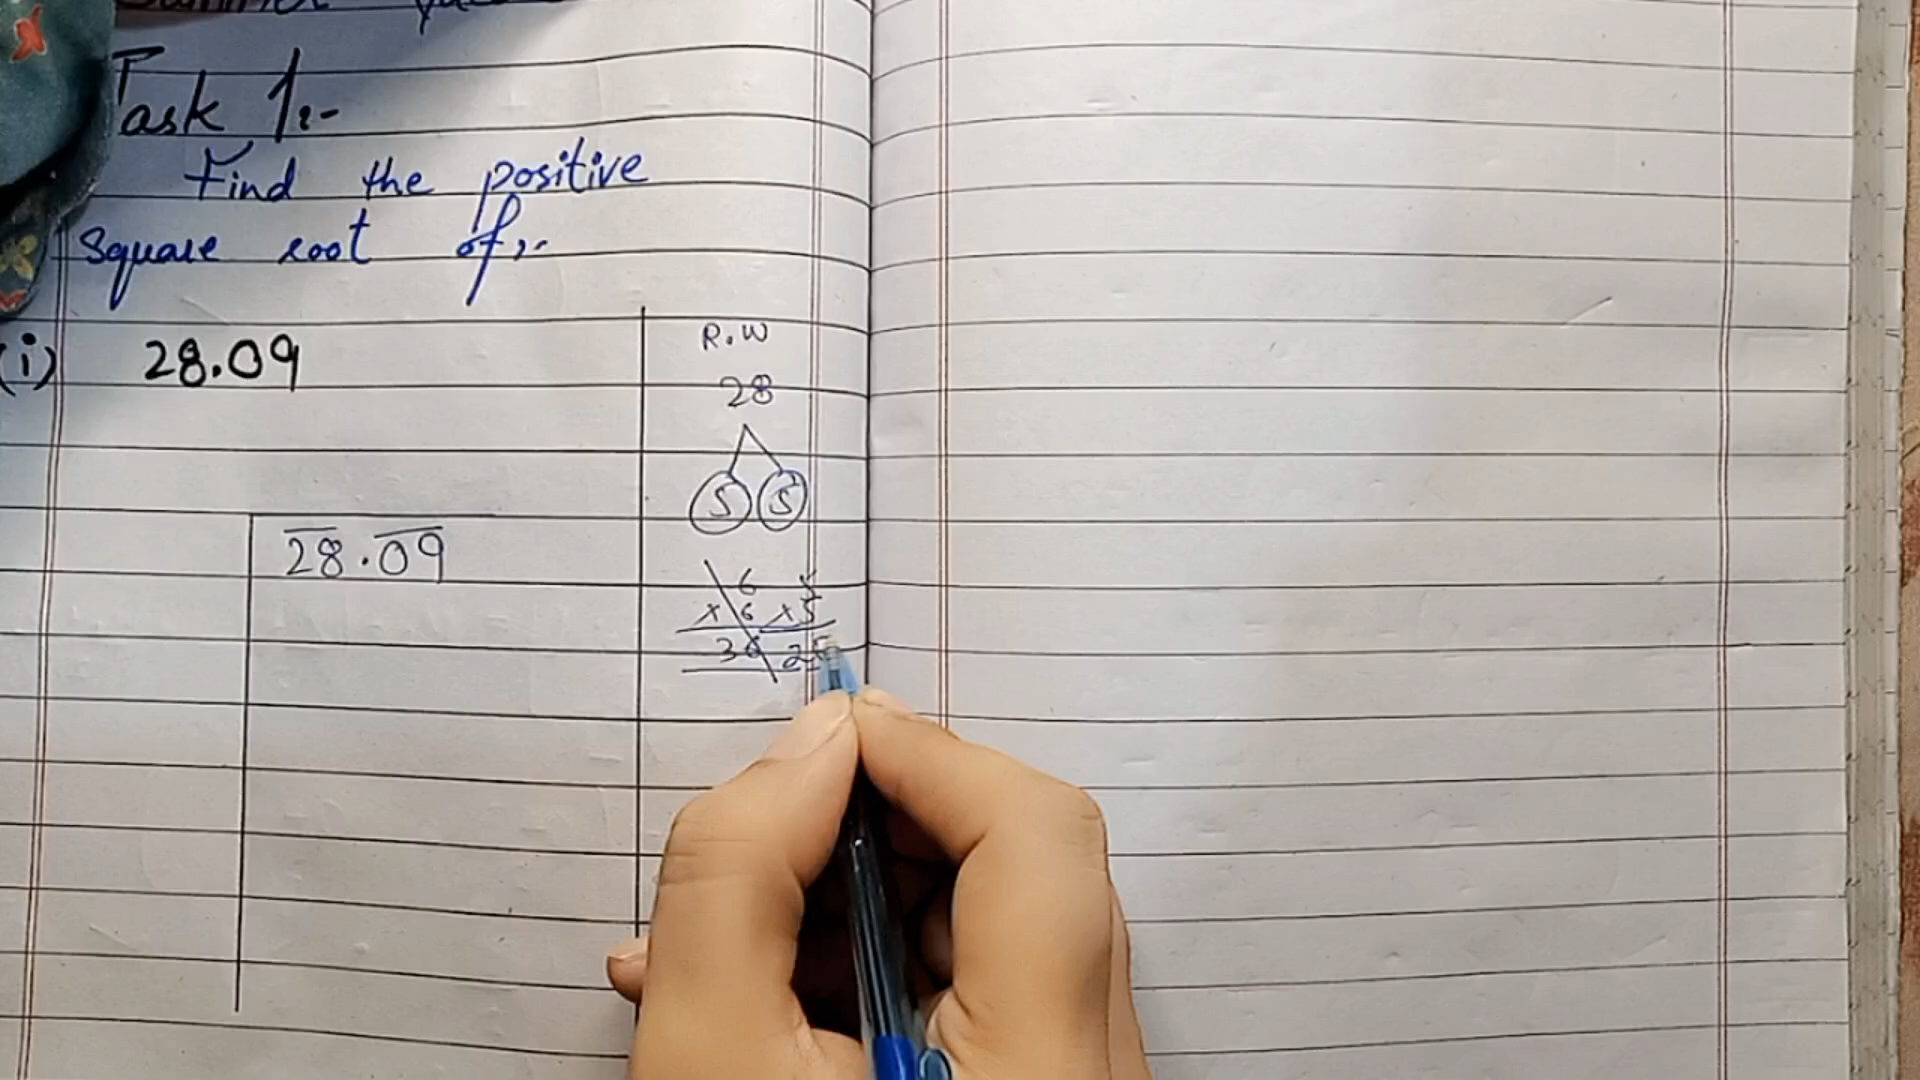 Task 1:-
Find the positive
square root of:-
(i) 28.09
R.W
28
5 5
28.09
6 5
x 6 x 5
36 25